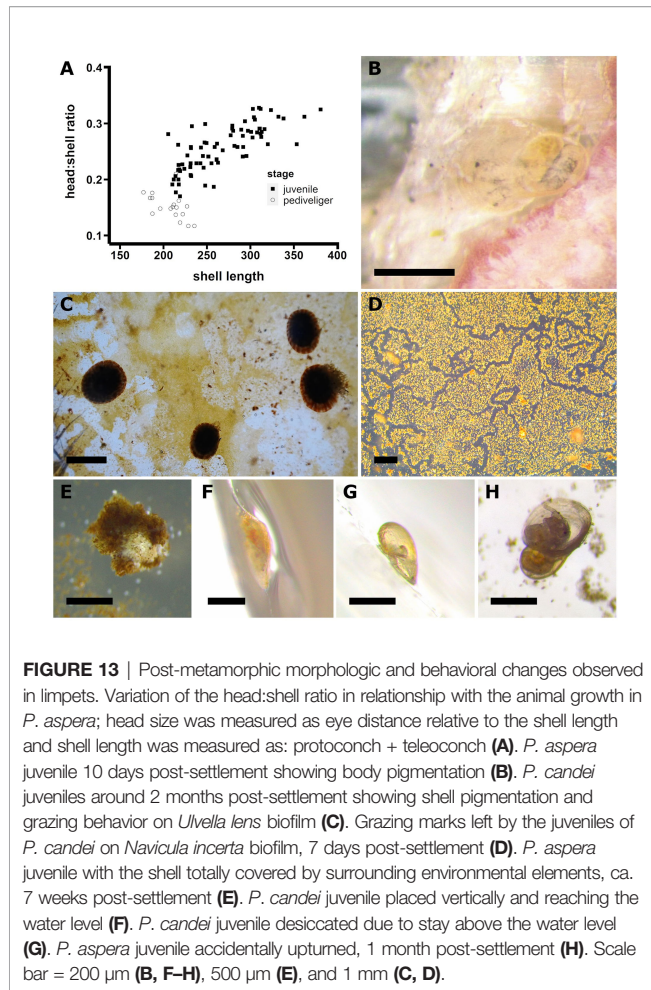 A
0.4
0.3
0.2
0.1
head:shell ratio
stage
juvenile
pediveliger
150 200 250 300 350 400
shell length
B
C
D
E
F
G
H
FIGURE 13 | Post-metamorphic morphologic and behavioral changes observed
in limpets. Variation of the head:shell ratio in relationship with the animal growth in
P. aspera; head size was measured as eye distance relative to the shell length
and shell length was measured as: protoconch + teleoconch (A). P. aspera
juvenile 10 days post-settlement showing body pigmentation (B). P. candei
juveniles around 2 months post-settlement showing shell pigmentation and
grazing behavior on Ulvella lens biofilm (C). Grazing marks left by the juveniles of
P. candei on Navicula incerta biofilm, 7 days post-settlement (D). P. aspera
juvenile with the shell totally covered by surrounding environmental elements, ca.
7 weeks post-settlement (E). P. candei juvenile placed vertically and reaching the
water level (F). P. candei juvenile desiccated due to stay above the water level
(G). P. aspera juvenile accidentally upturned, 1 month post-settlement (H). Scale
bar = 200 μm (B, F–H), 500 μm (E), and 1 mm (C, D).